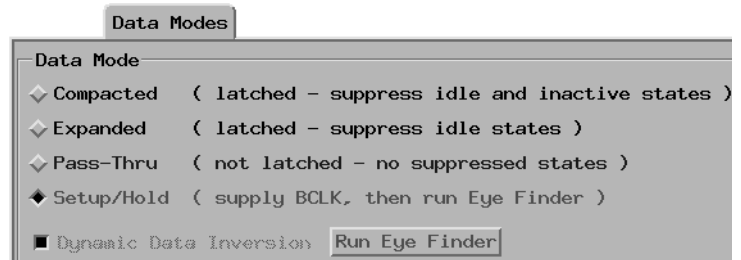 Data Modes
Data Mode
Compacted ( latched - suppress idle and inactive states )
Expanded ( latched - suppress idle states )
Pass-Thru ( not latched - no suppressed states )
Setup/Hold ( supply BCLK, then run Eye Finder )
Dynamic Data Inversion Run Eye Finder